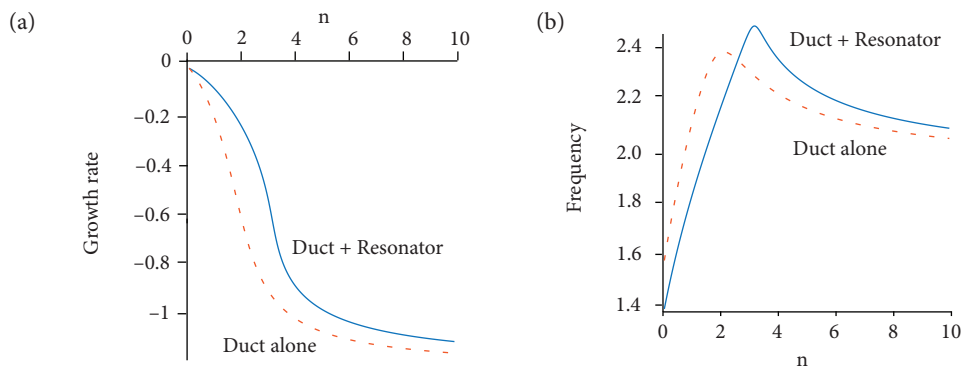 (a)
n
0 2 4 6 8 10
0
−0.2
−0.4
−0.6
−0.8
−1
Growth rate
Duct + Resonator
Duct alone
(b)
2.4
2.2
2.0
1.8
1.6
1.4
Frequency
Duct + Resonator
Duct alone
0 2 4 6 8 10
n